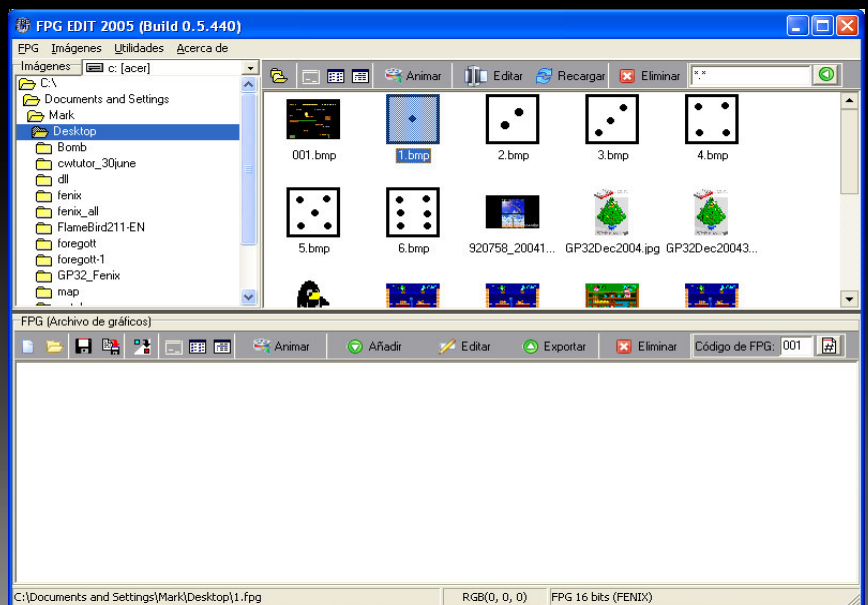 FPG EDIT 2005 (Build 0.5.440)
FPG Imágenes Utilidades Acerca de
Imágenes c: [acer]
Animar Editar Recargar Eliminar *.*
C:\
Documents and Settings
Mark
Desktop
Bomb
cwtutor_30june
dll
fenix
fenix_all
FlameBird211-EN
foregott
foregott-1
GP32_Fenix
map
001.bmp 1.bmp 2.bmp 3.bmp 4.bmp
5.bmp 6.bmp 920758_20041... GP32Dec2004.jpg GP32Dec20043...
FPG (Archivo de gráficos)
Animar Añadir Editar Exportar Eliminar Código de FPG: 001
C:\Documents and Settings\Mark\Desktop\1.fpg RGB(0, 0, 0) FPG 16 bits (FENIX)